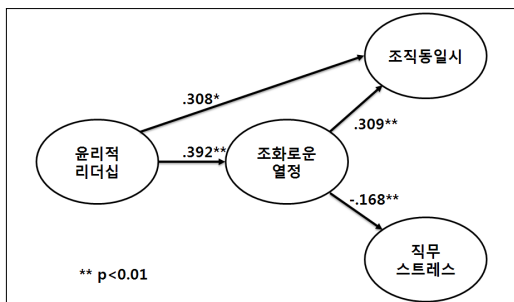 조직동일시
.308*
.309**
윤리적
리더십
.392**
조화로운
열정
-.168**
직무
스트레스
** p<0.01